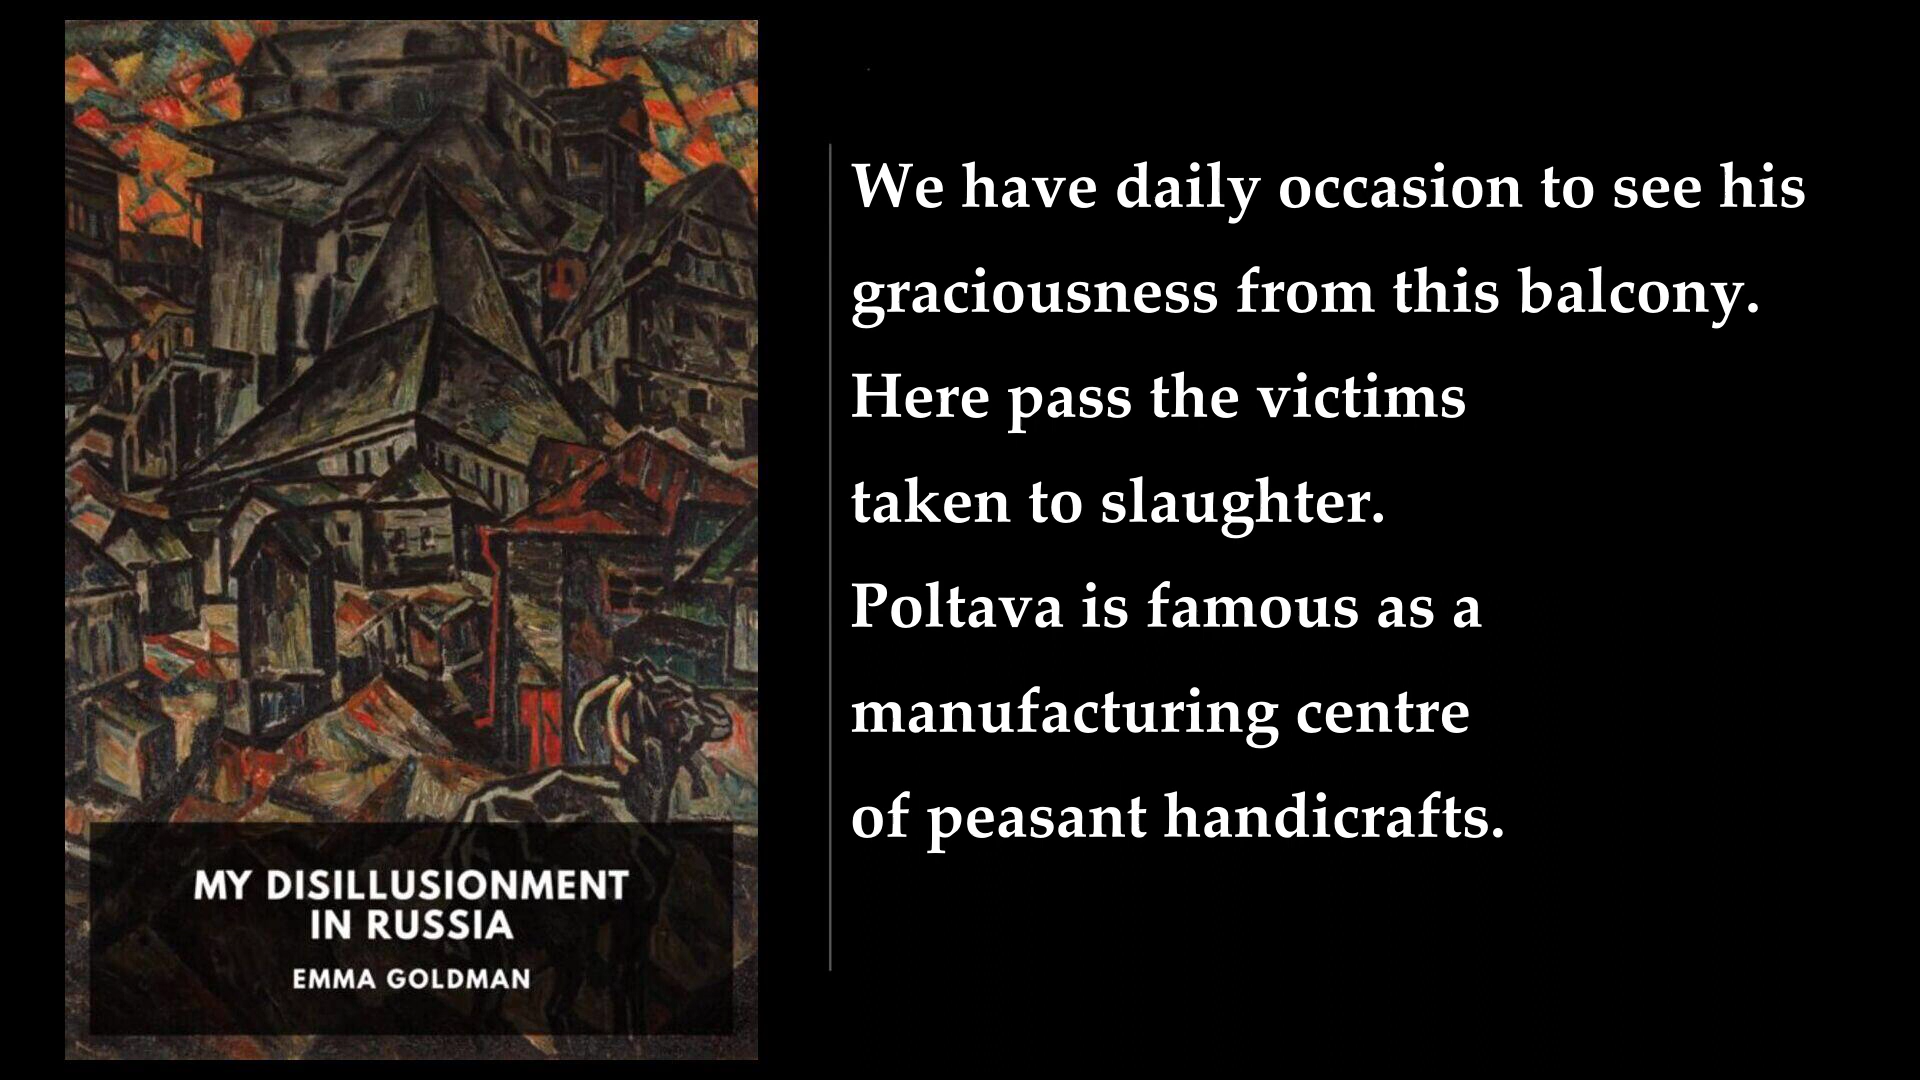 We have daily occasion to see his
graciousness from this balcony.
Here pass the victims
taken to slaughter.
Poltava is famous as a
manufacturing centre
of peasant handicrafts.
MY DISILLUSIONMENT
IN RUSSIA
EMMA GOLDMAN